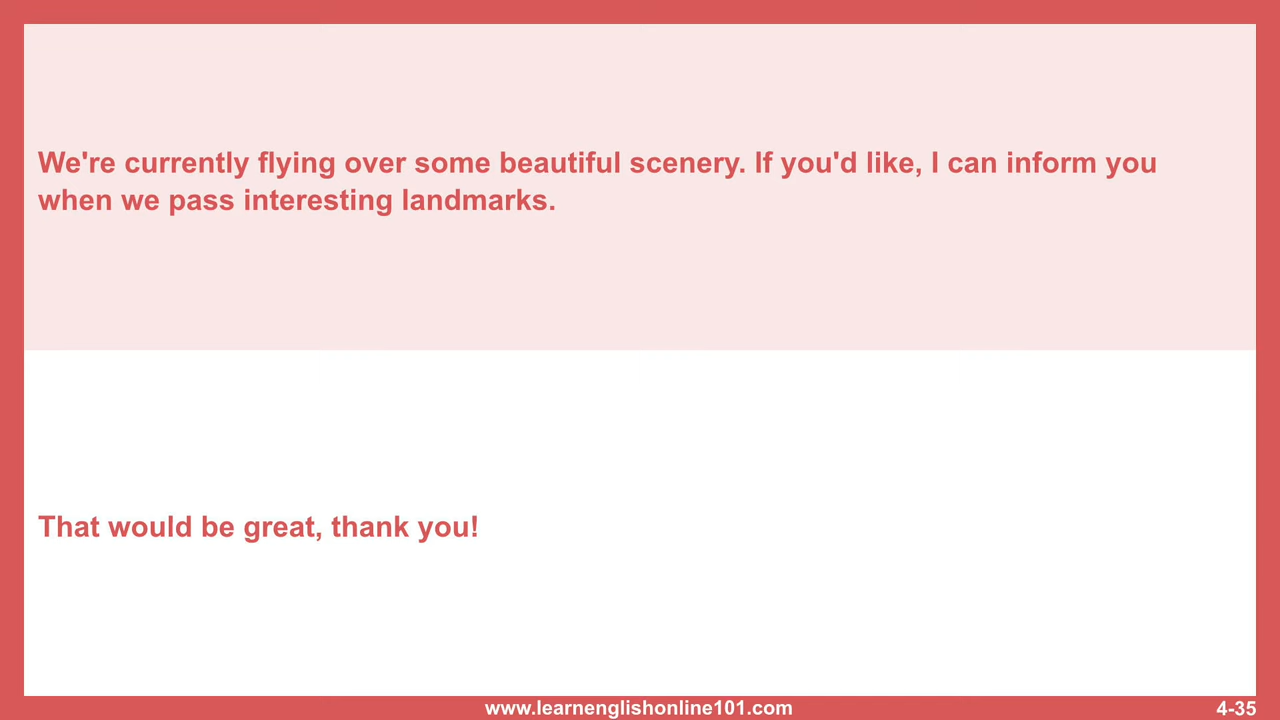 We're currently flying over some beautiful scenery. If you'd like, I can inform you
when we pass interesting landmarks.
That would be great, thank you!
www.learnenglishonline101.com
4-35